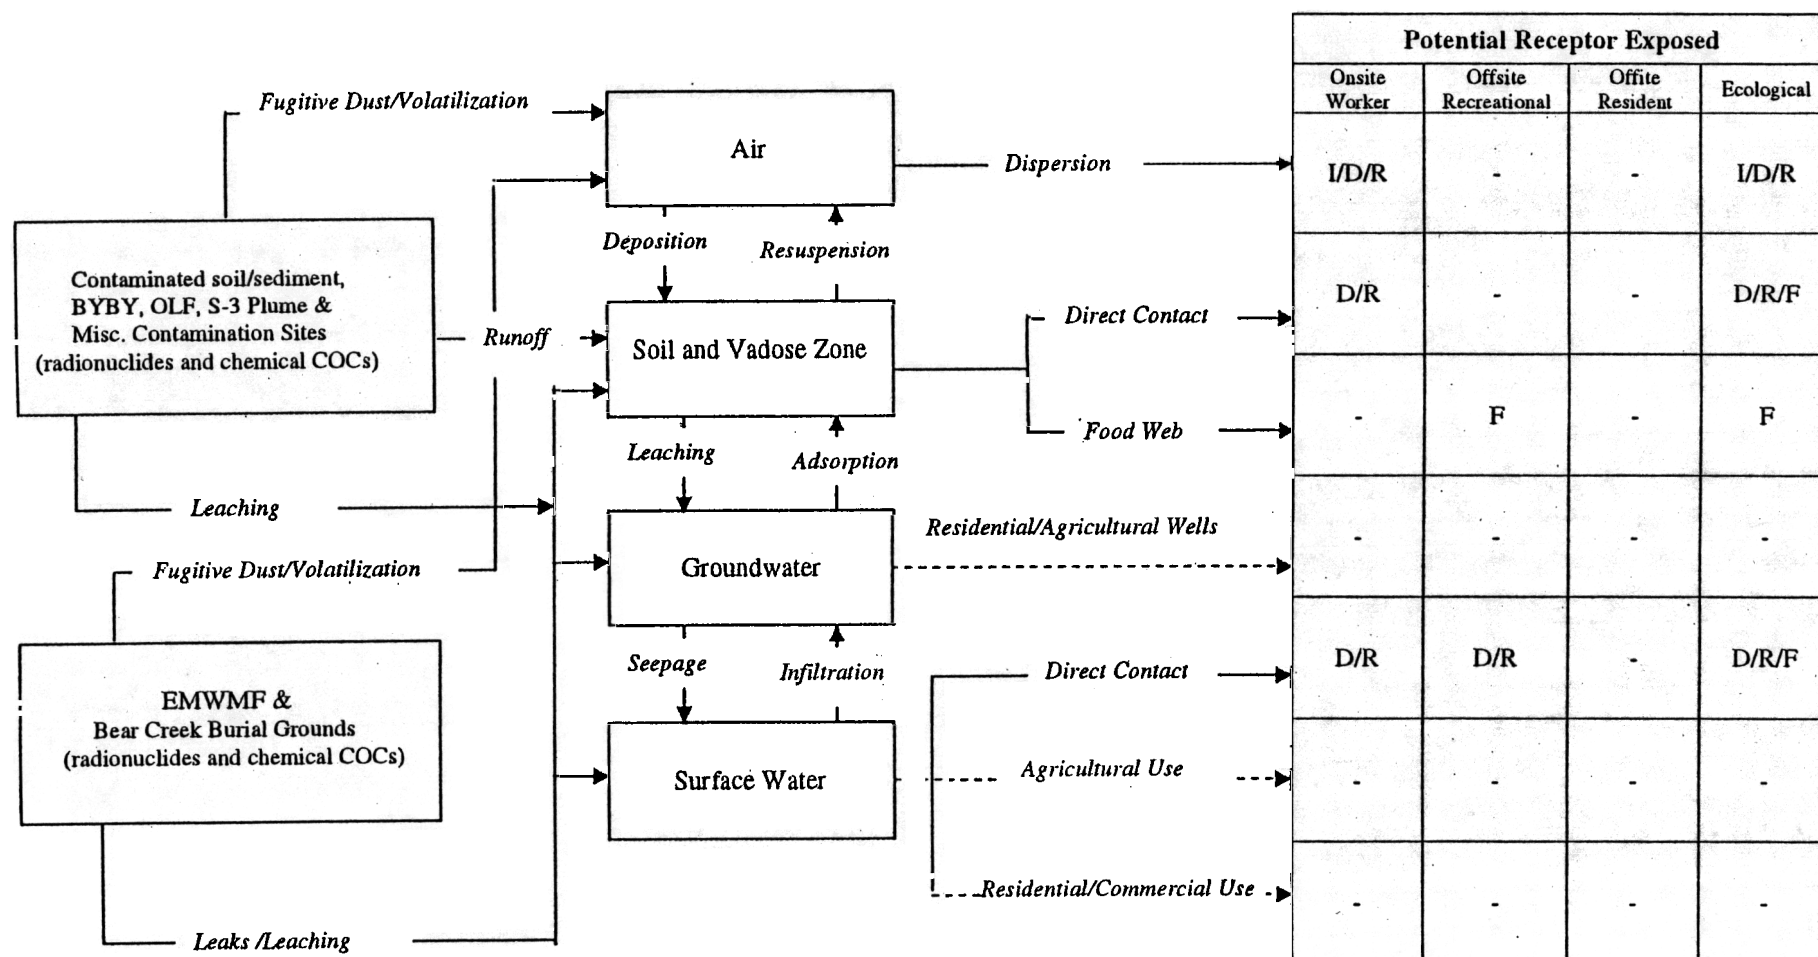 Potential Receptor Exposed
Onsite Worker
Offsite Recreational
Offite Resident
Ecological
Fugitive Dust/Volatilization
Air
Dispersion
I/D/R - - I/D/R
Deposition
Resuspension
Contaminated soil/sediment,
BYBY, OLF, S-3 Plume &
Misc. Contamination Sites
(radionuclides and chemical COCs)
Runoff
Soil and Vadose Zone
Direct Contact
D/R - - D/R/F
Food Web
- F - F
Leaching
Adsorption
Leaching
Residential/Agricultural Wells
- - - -
Groundwater
Fugitive Dust/Volatilization
Seepage
Infiltration
Direct Contact
D/R D/R - D/R/F
EMWMF &
Bear Creek Burial Grounds
(radionuclides and chemical COCs)
Surface Water
Agricultural Use
- - - -
Residential/Commercial Use
- - - -
Leaks /Leaching